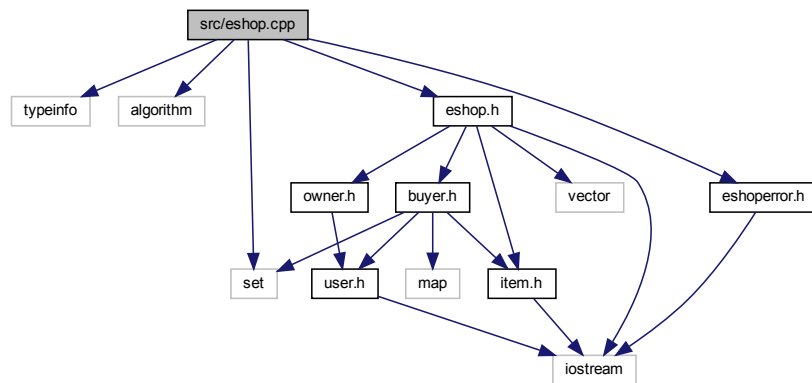 src/eshop.cpp
typeinfo
algorithm
eshop.h
owner.h
buyer.h
vector
eshoperror.h
set
user.h
map
item.h
iostream